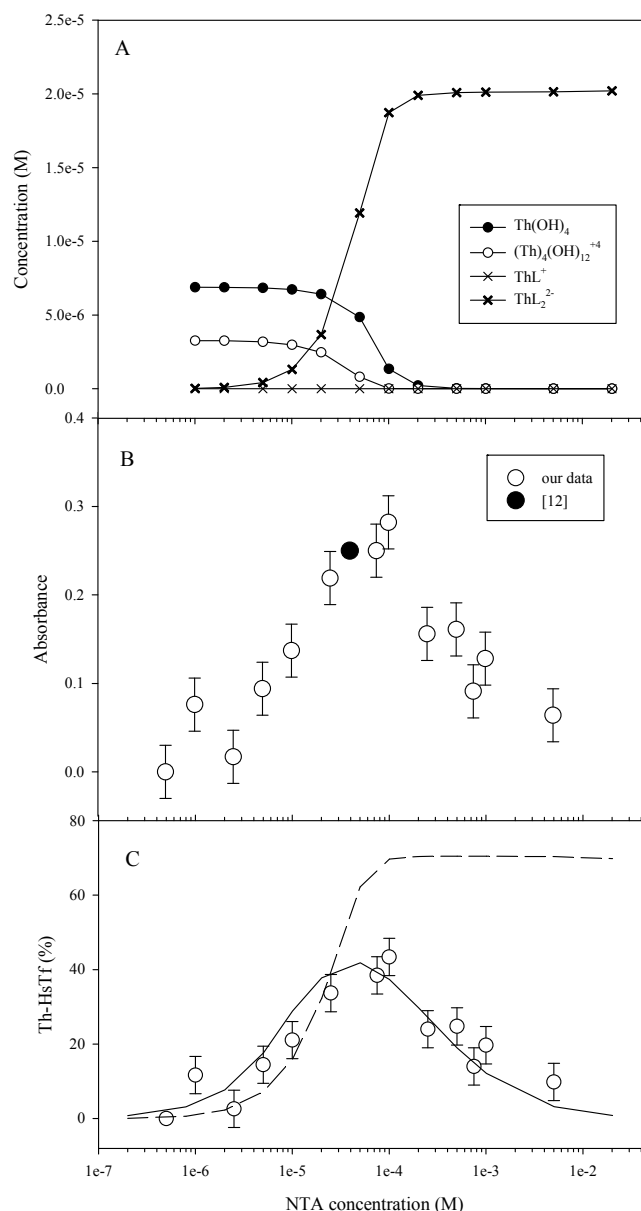 A
2.0e-5
1.5e-5
1.0e-5
5.0e-6
0.0
Concentration (M)
Th(OH)4
(Th)4(OH)12+4
ThL+
ThL22-
B
0.4
0.3
0.2
0.1
0.0
Absorbance
our data
[12]
C
80
60
40
20
0
Th-HsTf (%)
1e-7 1e-6 1e-5 1e-4 1e-3 1e-2
NTA concentration (M)